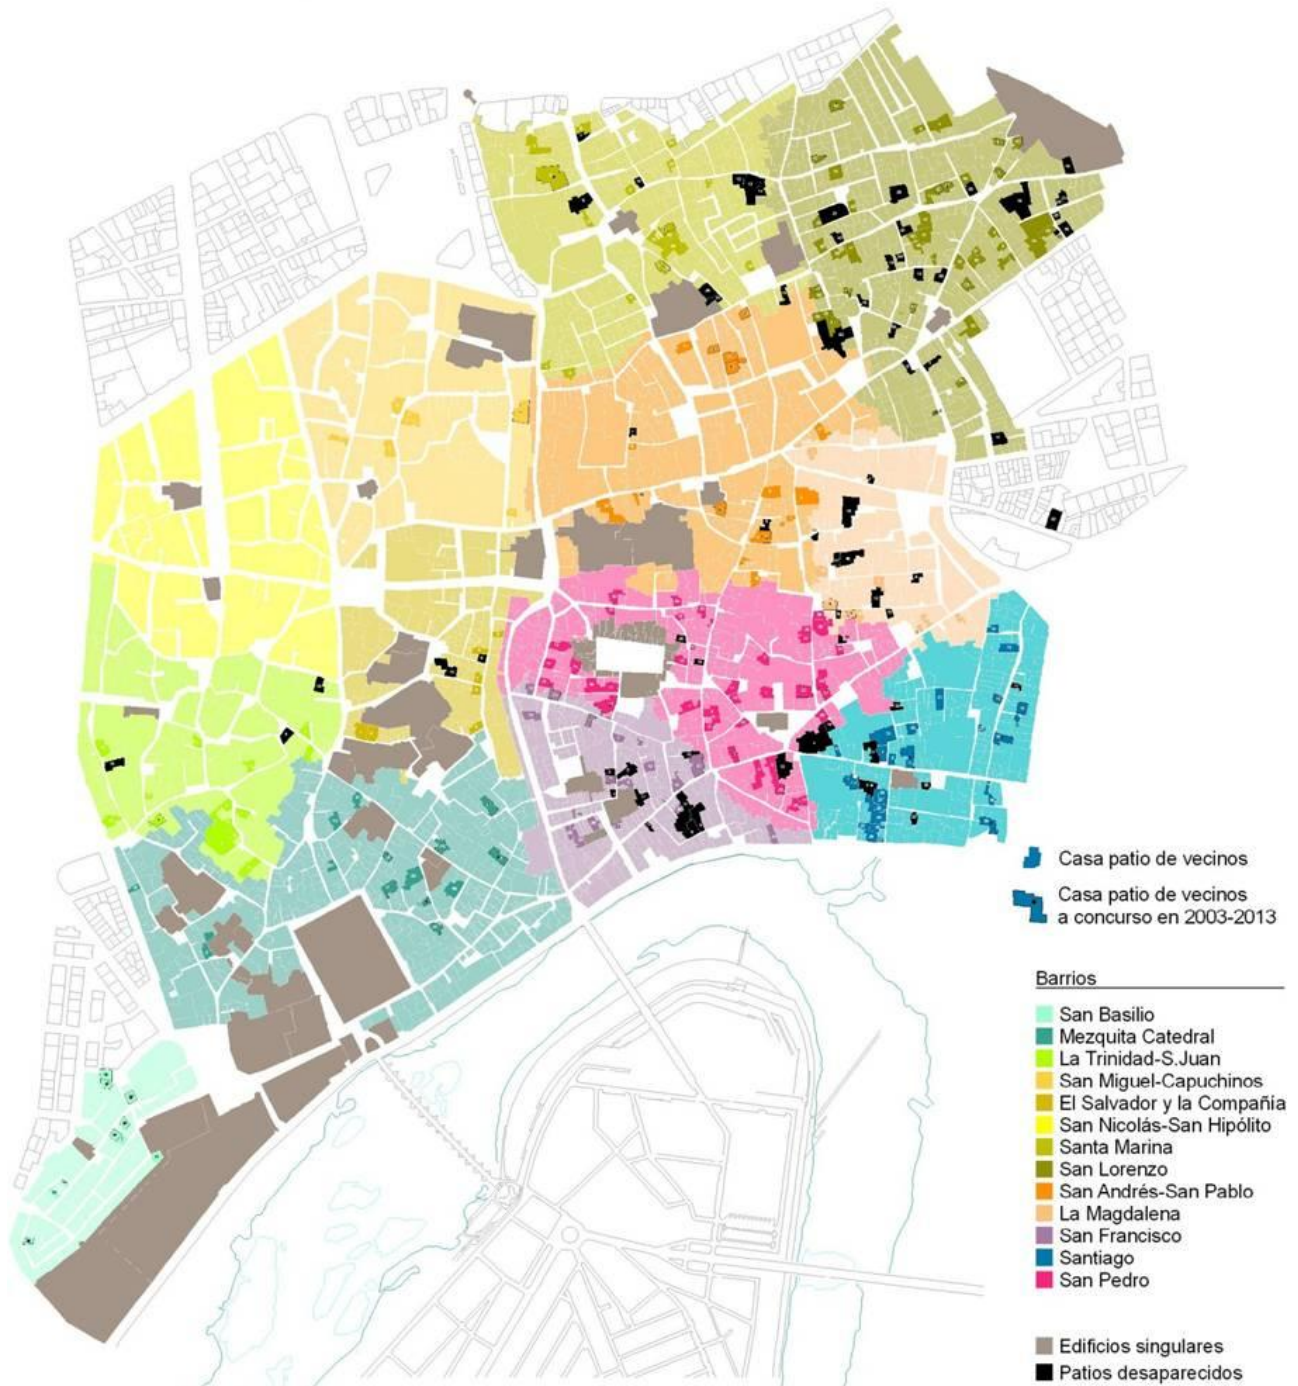 Casa patio de vecinos
Casa patio de vecinos
a concurso en 2003-2013
Barrios
San Basilio
Mezquita Catedral
La Trinidad-S.Juan
San Miguel-Capuchinos
El Salvador y la Compañía
San Nicolás-San Hipólito
Santa Marina
San Lorenzo
San Andrés-San Pablo
La Magdalena
San Francisco
Santiago
San Pedro
Edificios singulares
Patios desaparecidos